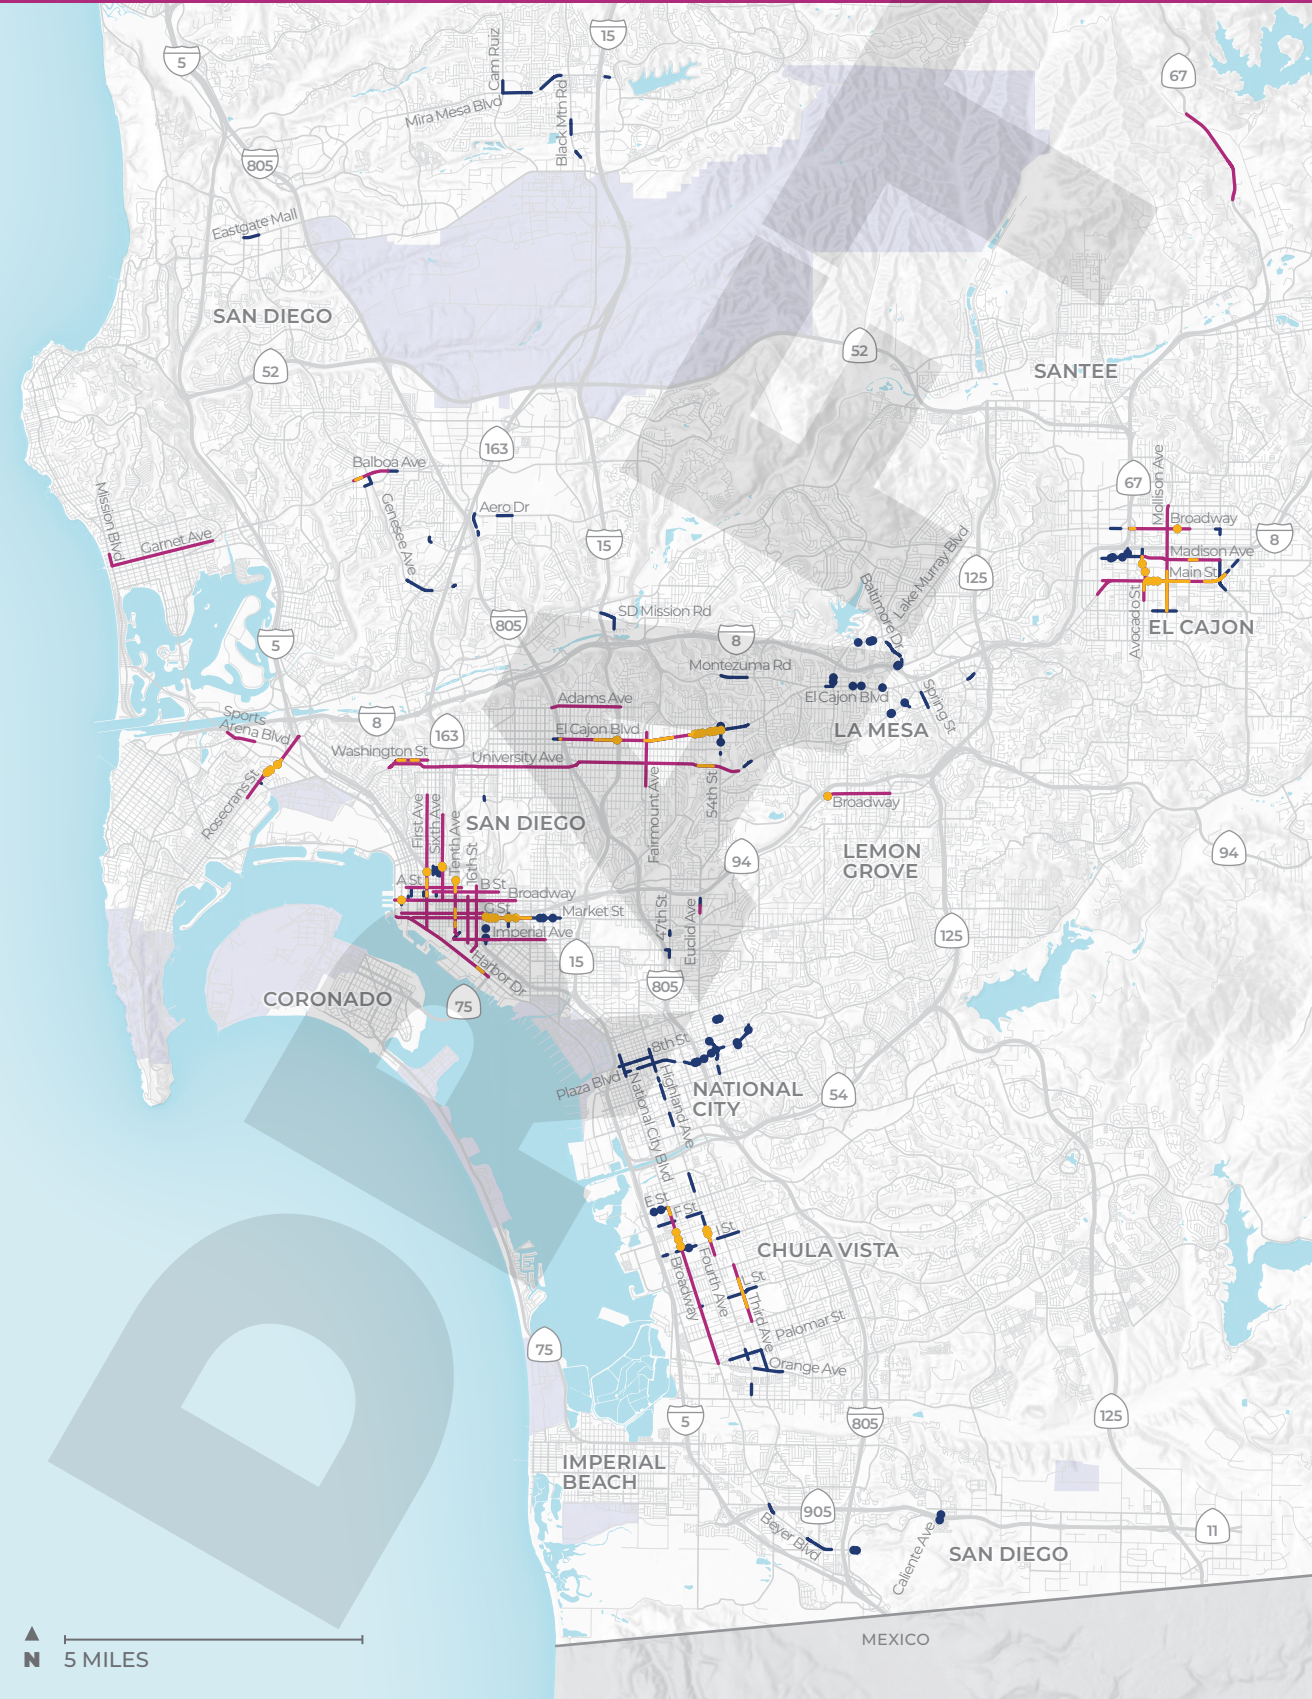 15
5
Cam Ruiz
67
Mira Mesa Blvd
Black Mtn Rd
805
Eastgate Mall
SAN DIEGO
52
52
SANTEE
163
Balboa Ave
Mollison Ave
67
Mission Blvd
Genesee Ave
Aero Dr
Broadway
Garnet Ave
15
8
Lake Murray Blvd
Madison Ave
125
Main St
Baltimore Dr
Avocado St
SD Mission Rd
805
EL CAJON
5
8
Montezuma Rd
Adams Ave
El Cajon Blvd
Spring St
Sports
Arena Blvd
8
163
El Cajon Blvd
LA MESA
Washington St
University Ave
Rosecrans St
Fairmount Ave
54th St
Broadway
First Ave
Sixth Ave
Tenth Ave
16th St
SAN DIEGO
94
LEMON
GROVE
94
A St
B St
Broadway
G St
Market St
Imperial Ave
47th St
Euclid Ave
125
Harbor Dr
15
805
CORONADO
75
8th St
Plaza Blvd
National City Blvd
Highland Ave
NATIONAL
CITY
54
E St
F St
J St
CHULA VISTA
Broadway
Fourth Ave
L St
Third Ave
Palomar St
75
Orange Ave
5
805
125
IMPERIAL
BEACH
905
Beyer Blvd
Caliente Ave
11
SAN DIEGO
MEXICO
N
5 MILES